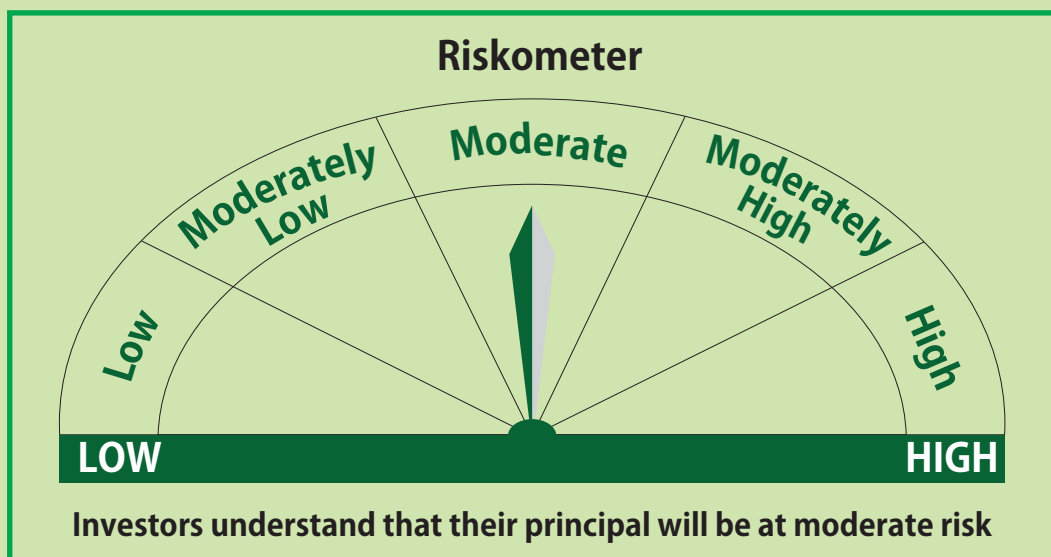 Riskometer
Low
Moderately
Low
Moderate
Moderately
High
High
LOW
HIGH
Investors understand that their principal will be at moderate risk